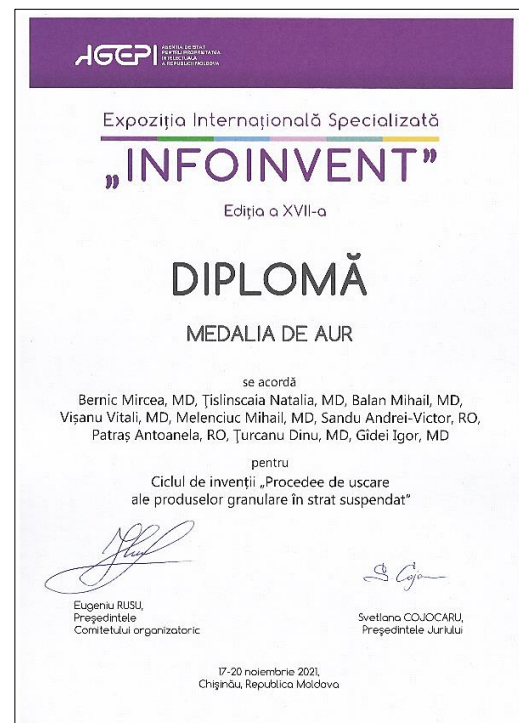 AGEPI
AGENȚIA DE STAT
PENTRU PROPRIETATEA
INTELECTUALĂ
A REPUBLICII MOLDOVA
Expoziția Internațională Specializată
„INFOINVENT”
Ediția a XVII-a
DIPLOMĂ
MEDALIA DE AUR
se acordă
Bernic Mircea, MD, Țislinscaia Natalia, MD, Balan Mihail, MD,
Vișanu Vitali, MD, Melenciuc Mihail, MD, Sandu Andrei-Victor, RO,
Patraș Antoanela, RO, Țurcanu Dinu, MD, Gîdei Igor, MD
pentru
Ciclul de invenții „Procedee de uscare
ale produselor granulare în strat suspendat”
Eugeniu RUSU,
Președintele
Comitetului organizatoric
Svetlana COJOCARU,
Președintele Juriului
17-20 noiembrie 2021,
Chișinău, Republica Moldova